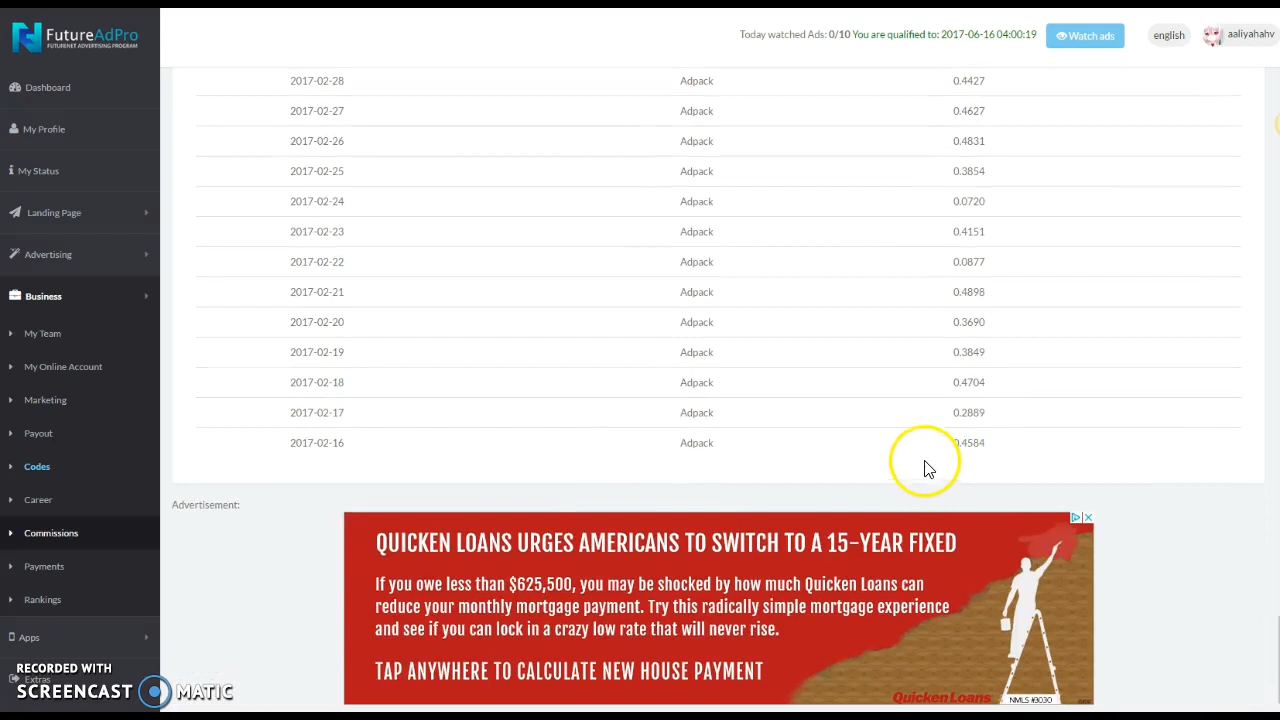 FutureAdPro
FUTURENET ADVERTISING PROGRAM
Today watched Ads: 0/10 You are qualified to: 2017-06-16 04:00:19
Watch ads
english
aaliyahahv
Dashboard
My Profile
My Status
Landing Page
Advertising
Business
My Team
My Online Account
Marketing
Payout
Codes
Career
Commissions
Payments
Rankings
Apps
Extras
2017-02-28 Adpack 0.4427
2017-02-27 Adpack 0.4627
2017-02-26 Adpack 0.4831
2017-02-25 Adpack 0.3854
2017-02-24 Adpack 0.0720
2017-02-23 Adpack 0.4151
2017-02-22 Adpack 0.0877
2017-02-21 Adpack 0.4898
2017-02-20 Adpack 0.3690
2017-02-19 Adpack 0.3849
2017-02-18 Adpack 0.4704
2017-02-17 Adpack 0.2889
2017-02-16 Adpack 0.4584
Advertisement:
QUICKEN LOANS URGES AMERICANS TO SWITCH TO A 15-YEAR FIXED
If you owe less than $625,500, you may be shocked by how much Quicken Loans can
reduce your monthly mortgage payment. Try this radically simple mortgage experience
and see if you can lock in a crazy low rate that will never rise.
TAP ANYWHERE TO CALCULATE NEW HOUSE PAYMENT
Quicken Loans
NMLS #3030
RECORDED WITH
SCREENCAST MATIC